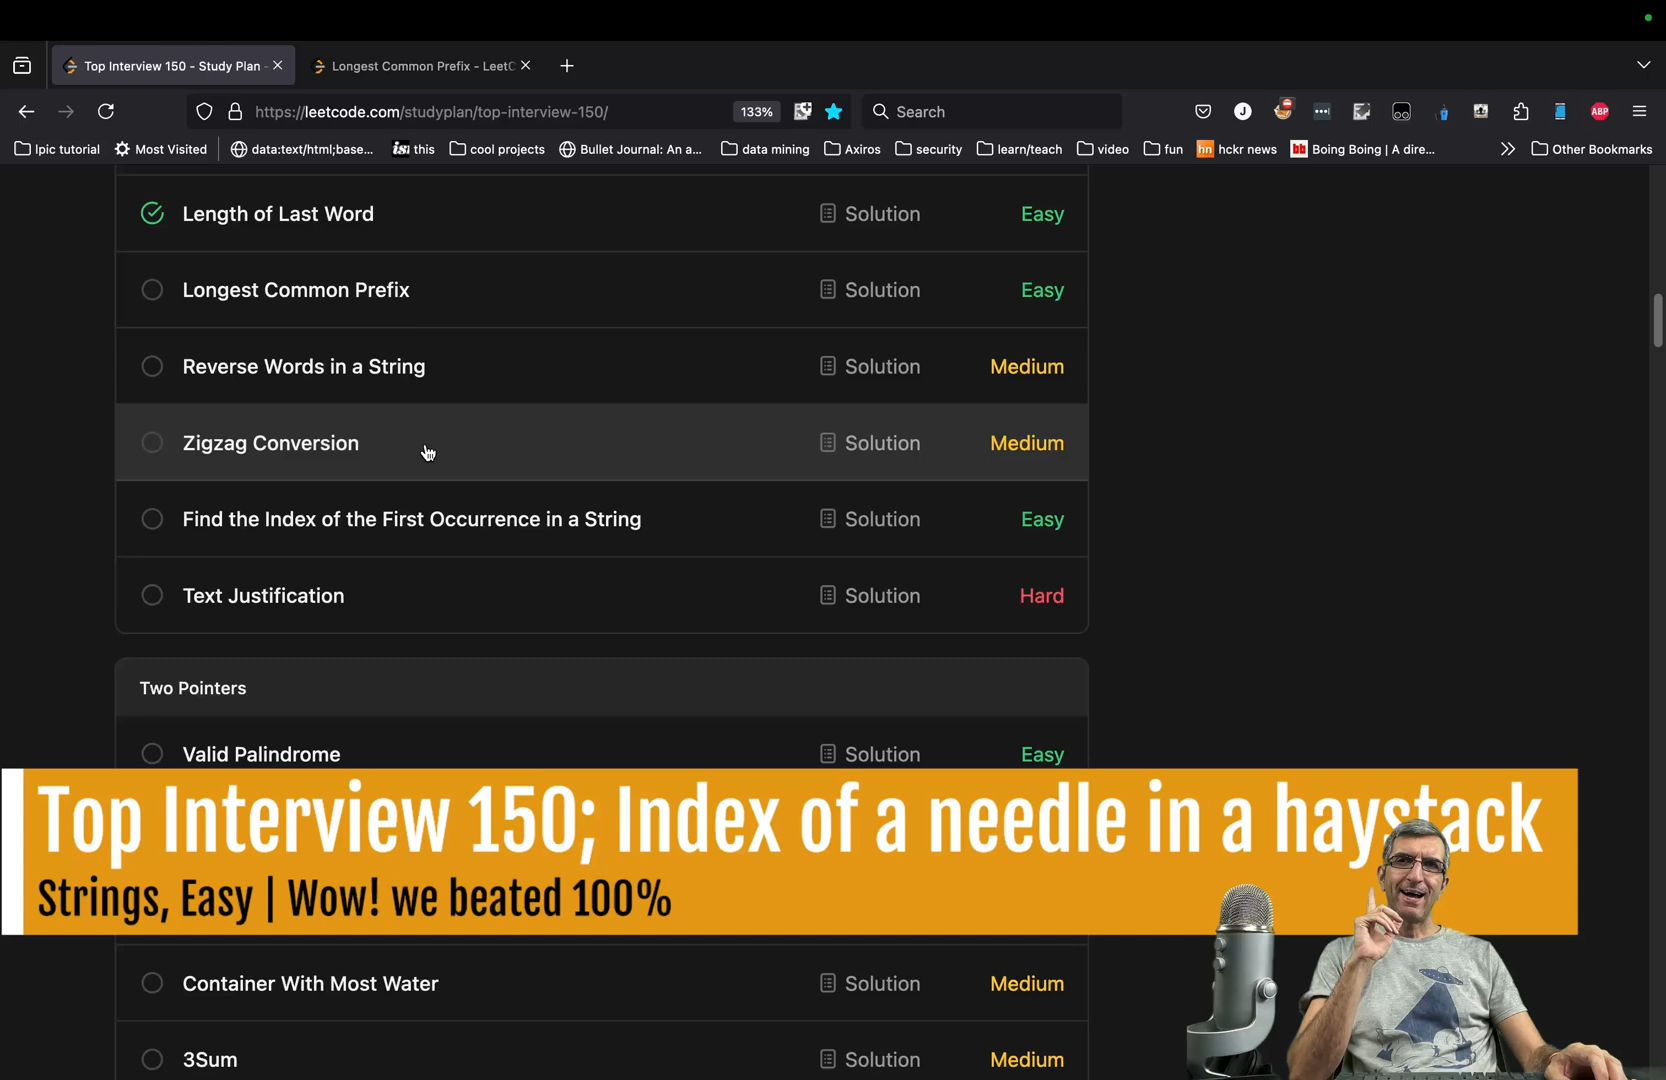 Top Interview 150 - Study Plan -
Longest Common Prefix - LeetC
https://leetcode.com/studyplan/top-interview-150/
133%
Search
J
ABP
lpic tutorial
Most Visited
data:text/html;base...
this
cool projects
Bullet Journal: An a...
data mining
Axiros
security
learn/teach
video
fun
hn
hckr news
bb
Boing Boing | A dire...
Other Bookmarks
Length of Last Word Solution Easy
Longest Common Prefix Solution Easy
Reverse Words in a String Solution Medium
Zigzag Conversion Solution Medium
Find the Index of the First Occurrence in a String Solution Easy
Text Justification Solution Hard
Two Pointers
Valid Palindrome Solution Easy
Top Interview 150; Index of a needle in a haystack
Strings, Easy | Wow! we beated 100%
Container With Most Water Solution Medium
3Sum Solution Medium